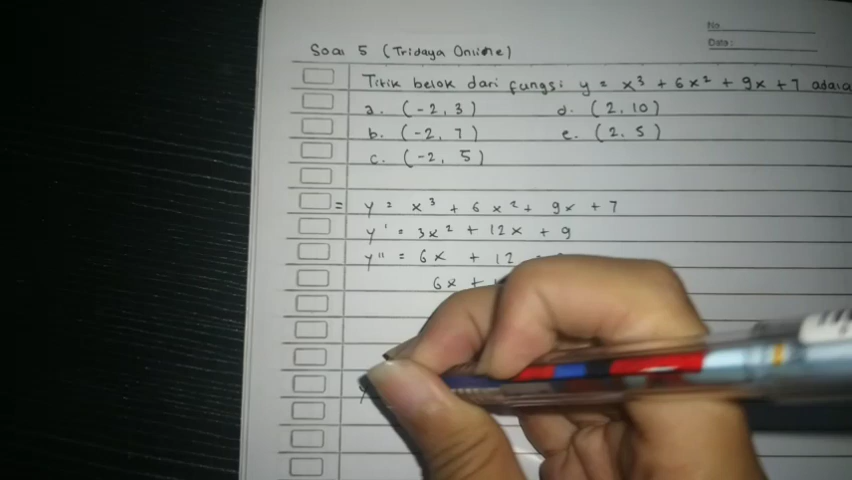 No
Date:
Soal 5 (Tridaya Online)
Titik belok dari fungsi y = x³ + 6x² + 9x + 7
a. (-2, 3) d. (2, 10)
b. (-2, 7) e. (2, 5)
c. (-2, 5)
= y = x³ + 6x² + 9x + 7
y' = 3x² + 12x + 9
y'' = 6x + 12
6x +